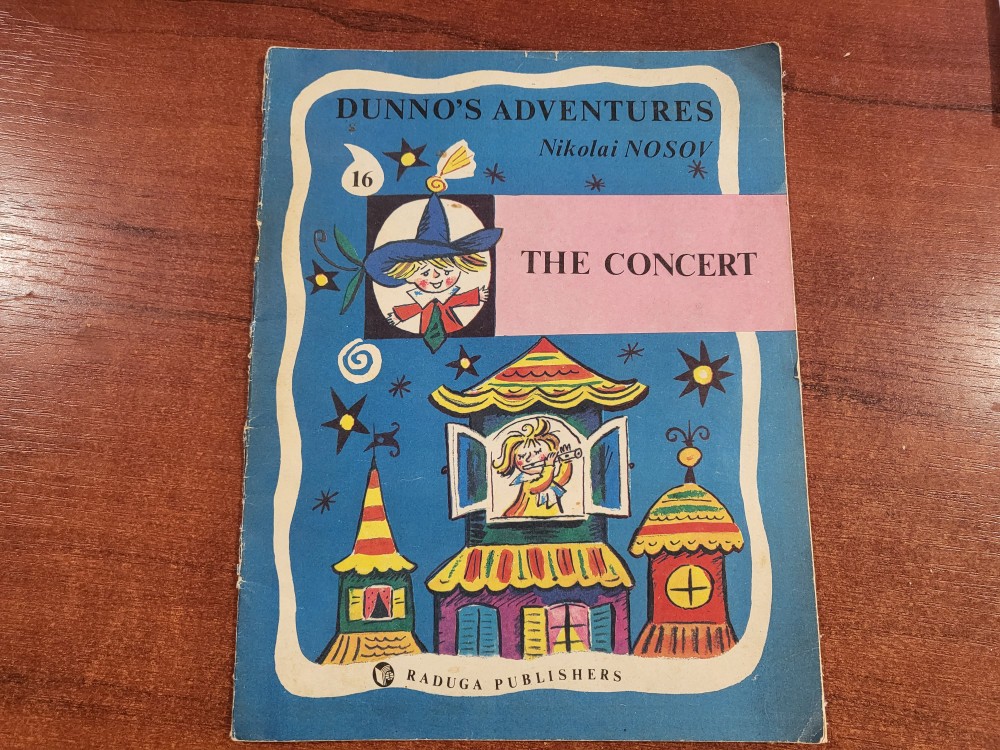 DUNNO'S ADVENTURES
Nikolai NOSOV
16
THE CONCERT
RADUGA PUBLISHERS